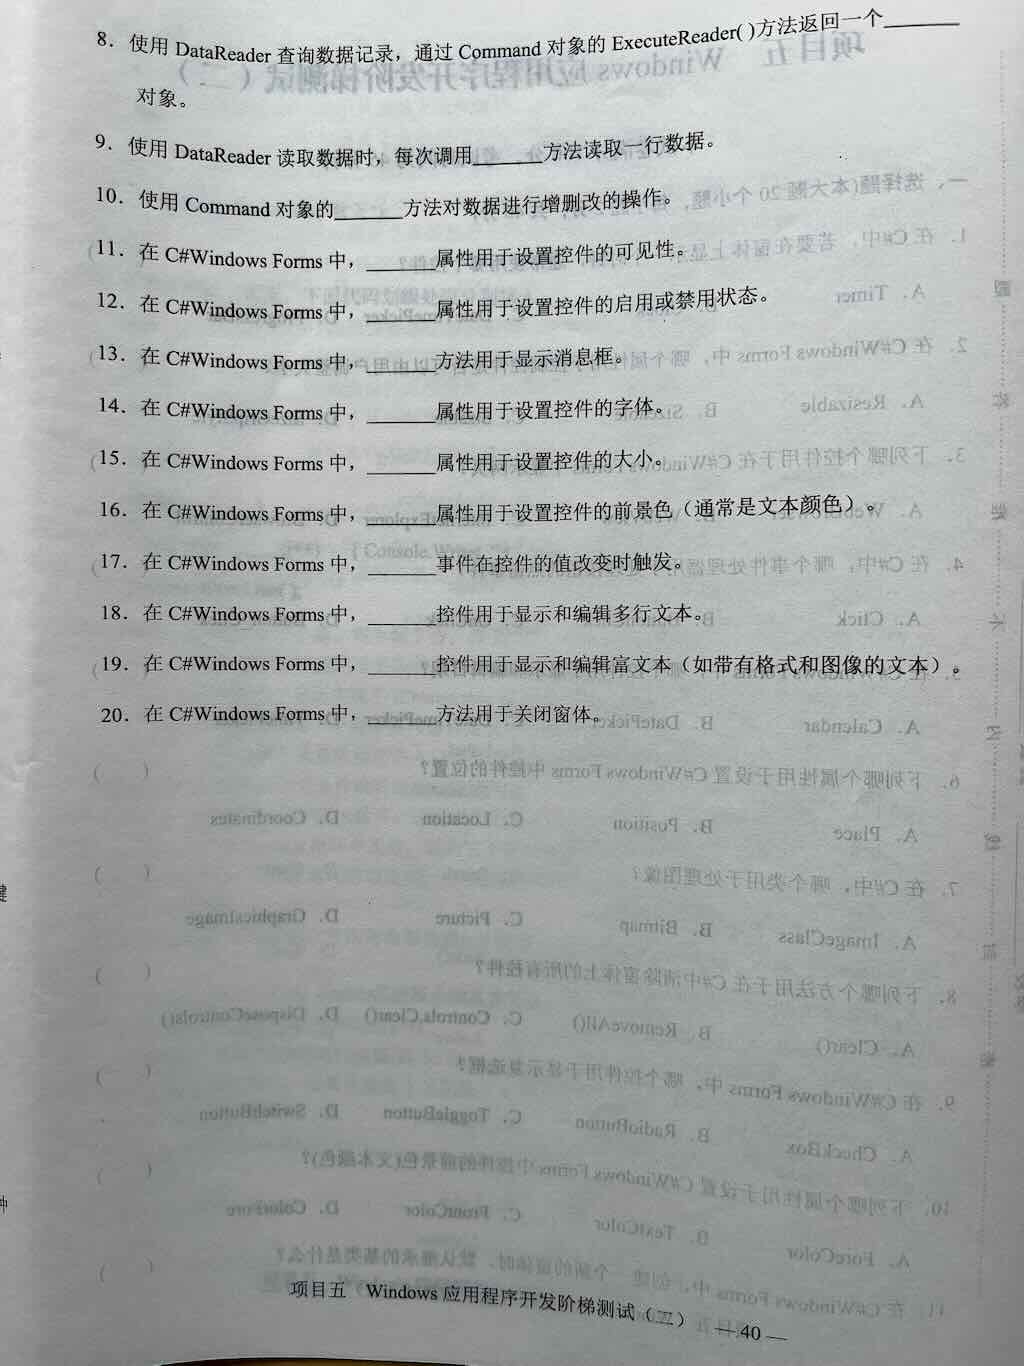 8. 使用 DataReader 查询数据记录，通过 Command 对象的 ExecuteReader( )方法返回一个______
对象。
9. 使用 DataReader 读取数据时，每次调用______方法读取一行数据。
10. 使用 Command 对象的______方法对数据进行增删改的操作。
11. 在 C#Windows Forms 中，______属性用于设置控件的可见性。
12. 在 C#Windows Forms 中，______属性用于设置控件的启用或禁用状态。
13. 在 C#Windows Forms 中，______方法用于显示消息框。
14. 在 C#Windows Forms 中，______属性用于设置控件的字体。
15. 在 C#Windows Forms 中，______属性用于设置控件的大小。
16. 在 C#Windows Forms 中，______属性用于设置控件的前景色（通常是文本颜色）。
17. 在 C#Windows Forms 中，______事件在控件的值改变时触发。
18. 在 C#Windows Forms 中，______控件用于显示和编辑多行文本。
19. 在 C#Windows Forms 中，______控件用于显示和编辑富文本（如带有格式和图像的文本）。
20. 在 C#Windows Forms 中，______方法用于关闭窗体。
项目五 Windows 应用程序开发阶梯测试（二） — 40 —